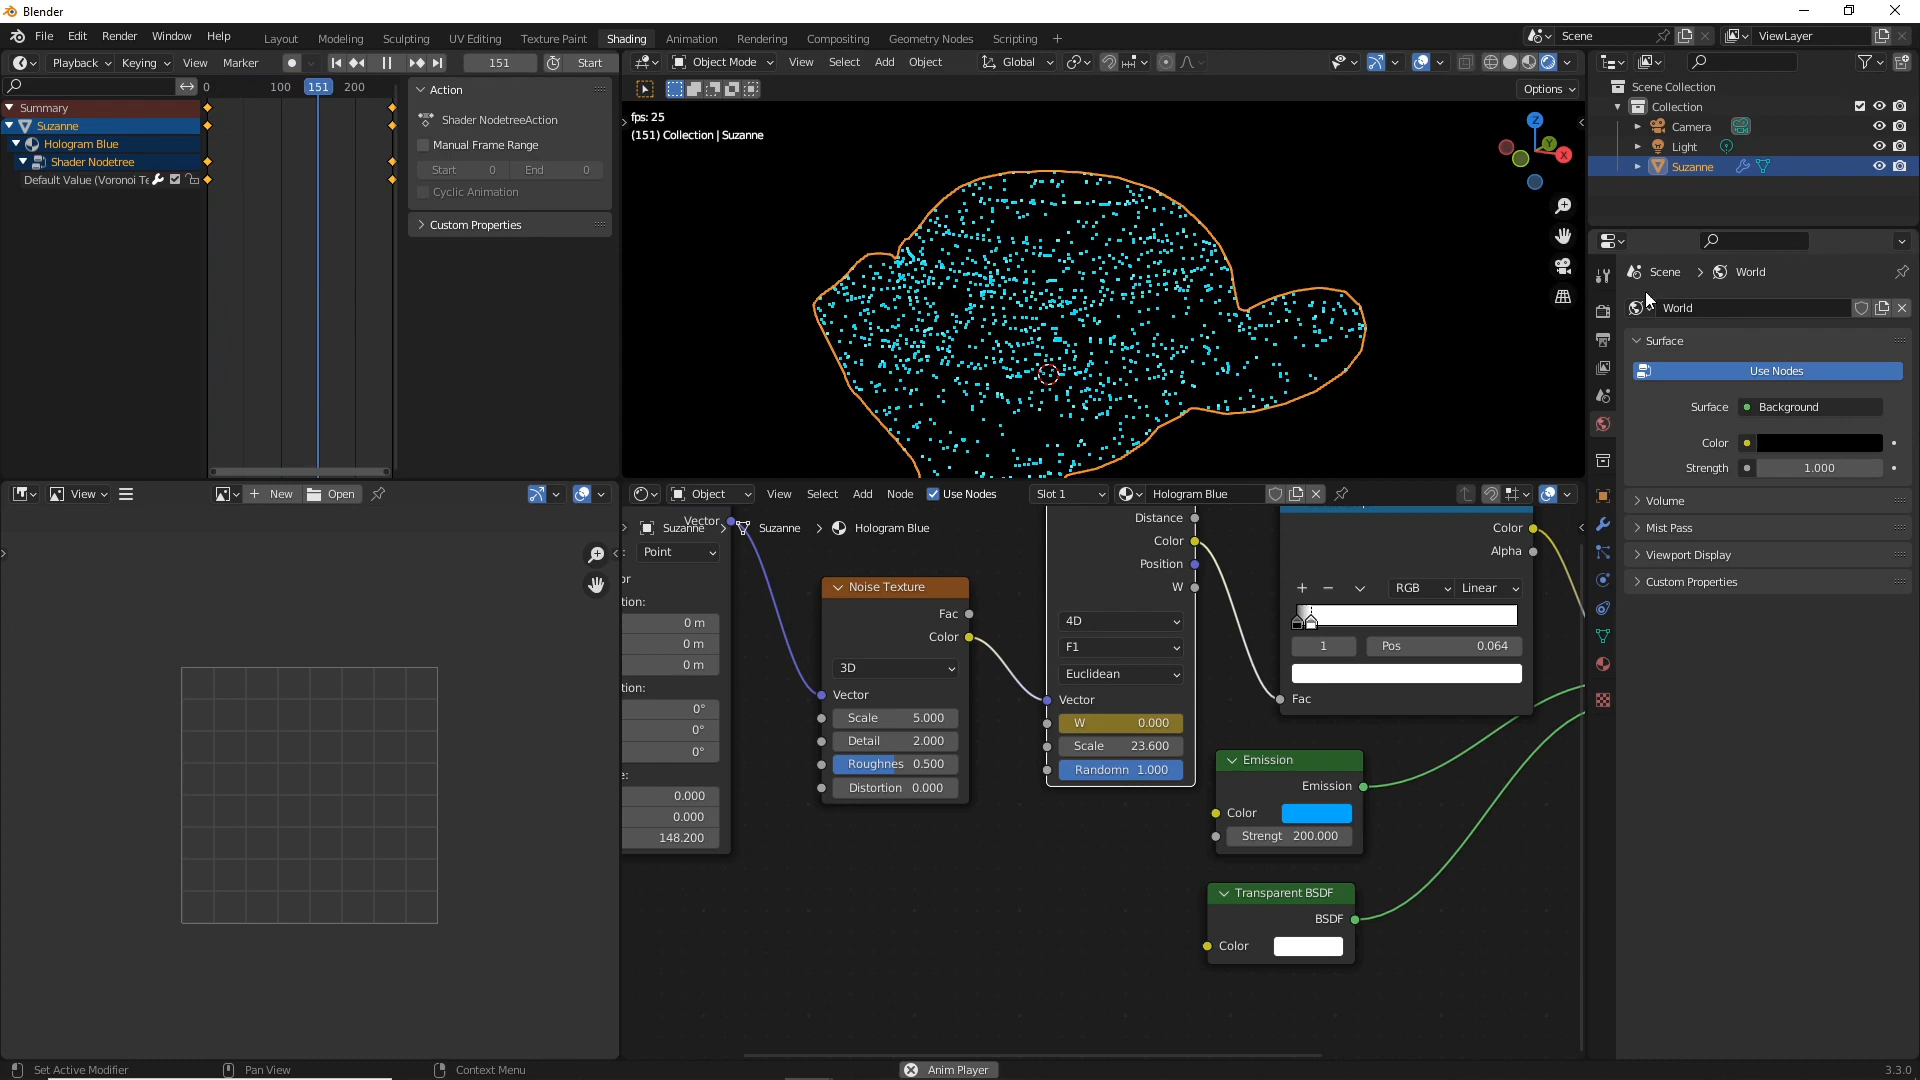 Blender
File Edit Render Window Help Layout Modeling Sculpting UV Editing Texture Paint Shading Animation Rendering Compositing Geometry Nodes Scripting + Scene ViewLayer
Playback Keying View Marker 151 Start
0 100 151 200
Summary
Suzanne
Hologram Blue
Shader Nodetree
Default Value (Voronoi Te
Action
Shader NodetreeAction
Manual Frame Range
Start 0 End 0
Cyclic Animation
Custom Properties
Object Mode View Select Add Object Global
Options
fps: 25
(151) Collection | Suzanne
Z
Y
X
Scene Collection
Collection
Camera
Light
Suzanne
Scene > World
World
Surface
Use Nodes
Surface Background
Color
Strength 1.000
Volume
Mist Pass
Viewport Display
Custom Properties
View New Open
Object View Select Add Node Use Nodes Slot 1 Hologram Blue
Vector
Suzanne > Suzanne > Hologram Blue
: Point
or
tion:
0 m
0 m
0 m
tion:
0°
0°
0°
e:
0.000
0.000
148.200
Noise Texture
Fac
Color
3D
Vector
Scale 5.000
Detail 2.000
Roughnes 0.500
Distortion 0.000
Distance
Color
Position
W
4D
F1
Euclidean
Vector
W 0.000
Scale 23.600
Randomn 1.000
Color
Alpha
+ − RGB Linear
1 Pos 0.064
Fac
Emission
Emission
Color
Strengt 200.000
Transparent BSDF
BSDF
Color
Set Active Modifier Pan View Context Menu Anim Player 3.3.0